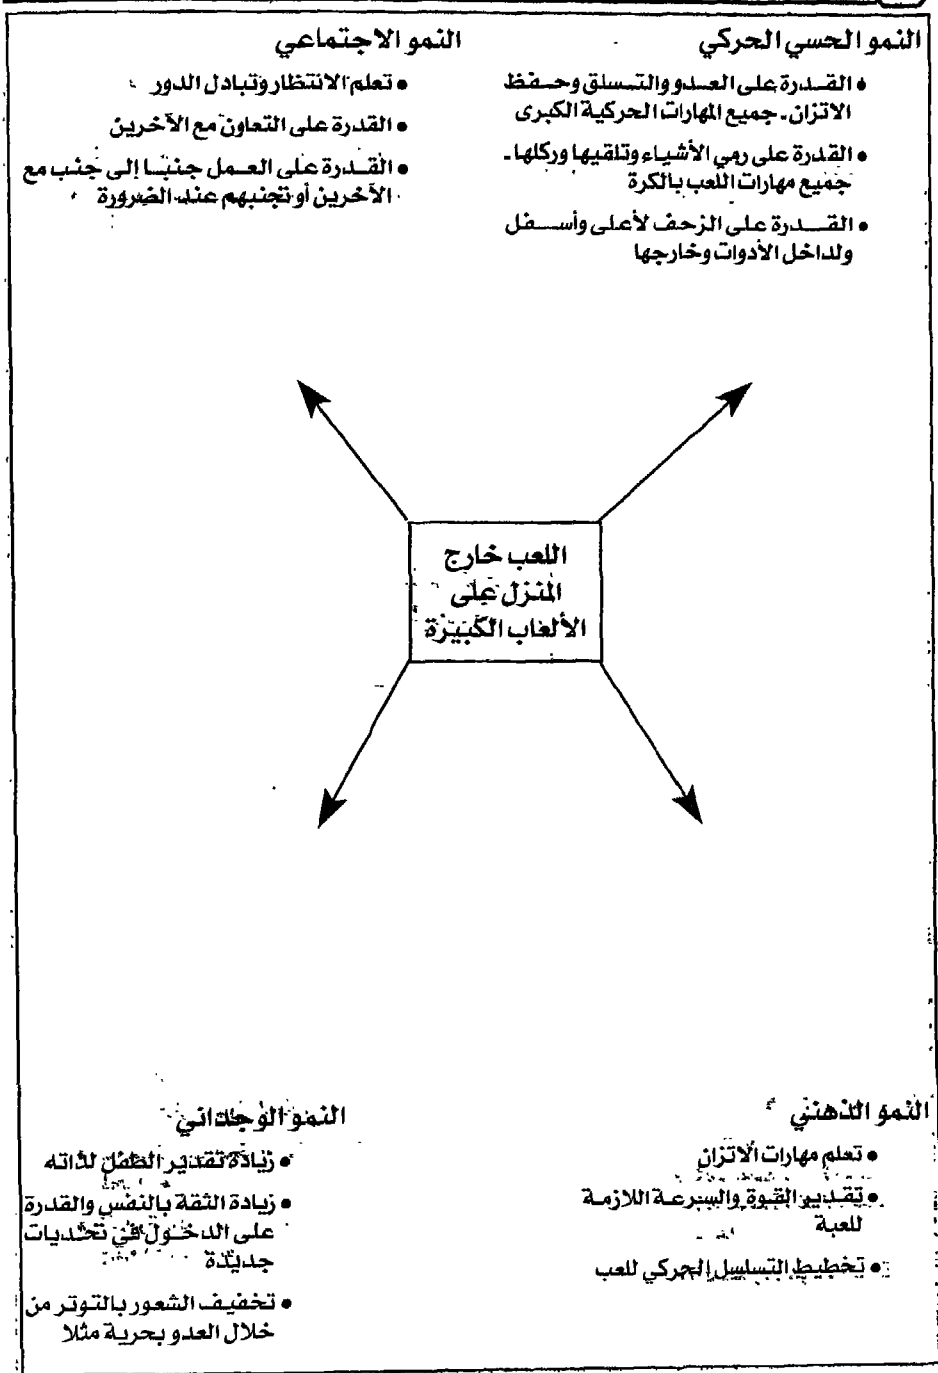 النمو الحسي الحركي
• القدرة على العدو والتسلق وحفظ
الاتزان - جميع المهارات الحركية الكبرى
• القدرة على رمي الأشياء وتلقيها وركلها -
جميع مهارات اللعب بالكرة
• القدرة على الزحف لأعلى وأسفل
ولداخل الأدوات وخارجها
النمو الاجتماعي
• تعلم الانتظار وتبادل الدور
• القدرة على التعاون مع الآخرين
• القدرة على العمل جنبا إلى جنب مع
الآخرين أو تجنبهم عند الضرورة
اللعب خارج
المنزل على
الألعاب الكبيرة
النمو الذهني
• تعلم مهارات الاتزان
• تقدير القوة والسرعة اللازمة
للعبة
• تخطيط التسلسل الحركي للعب
النمو الوجداني
• زيادة تقدير الطفل لذاته
• زيادة الثقة بالنفس والقدرة
على الدخول في تحديات
جديدة
• تخفيف الشعور بالتوتر من
خلال العدو بحرية مثلا